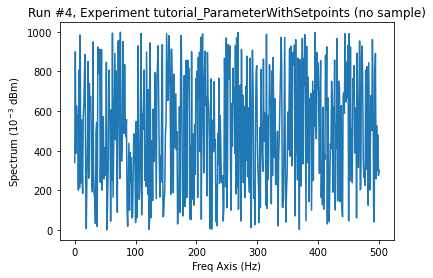 Run #4, Experiment tutorial_ParameterWithSetpoints (no sample)
1000
800
600
400
200
0
Spectrum (10⁻³ dBm)
0 100 200 300 400 500
Freq Axis (Hz)